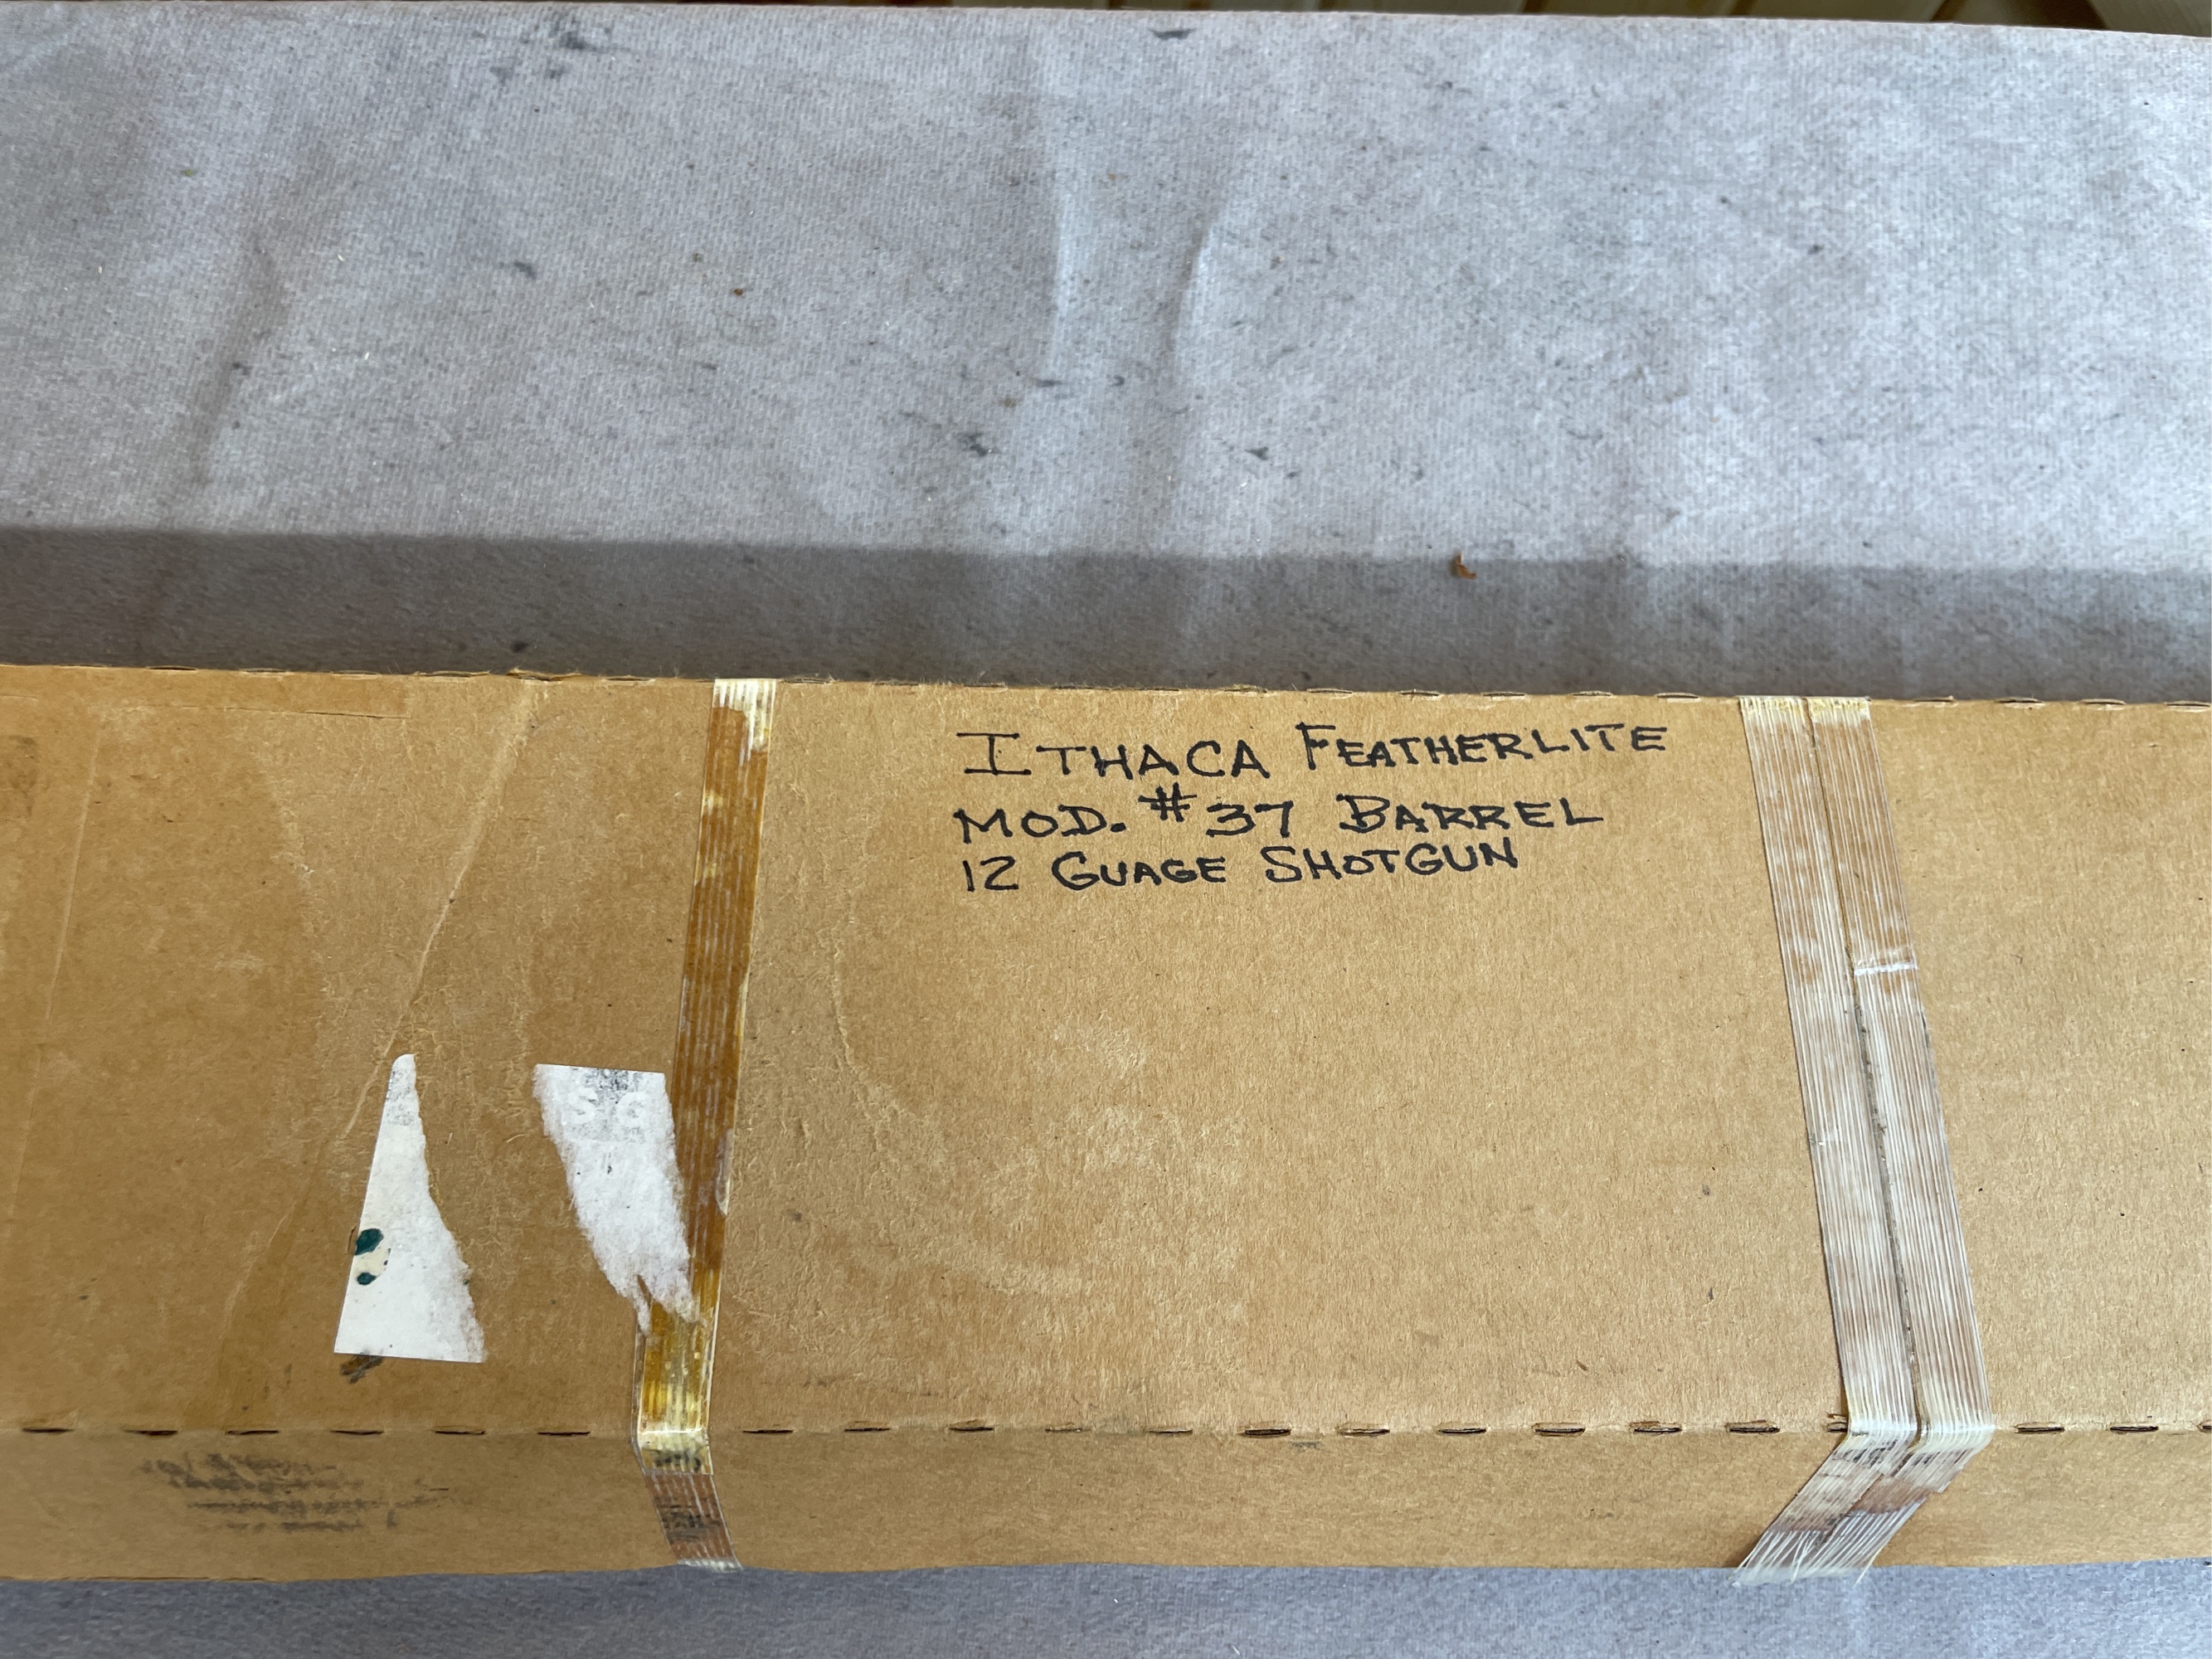 ITHACA FEATHERLITE
MOD. #37 BARREL
12 GUAGE SHOTGUN